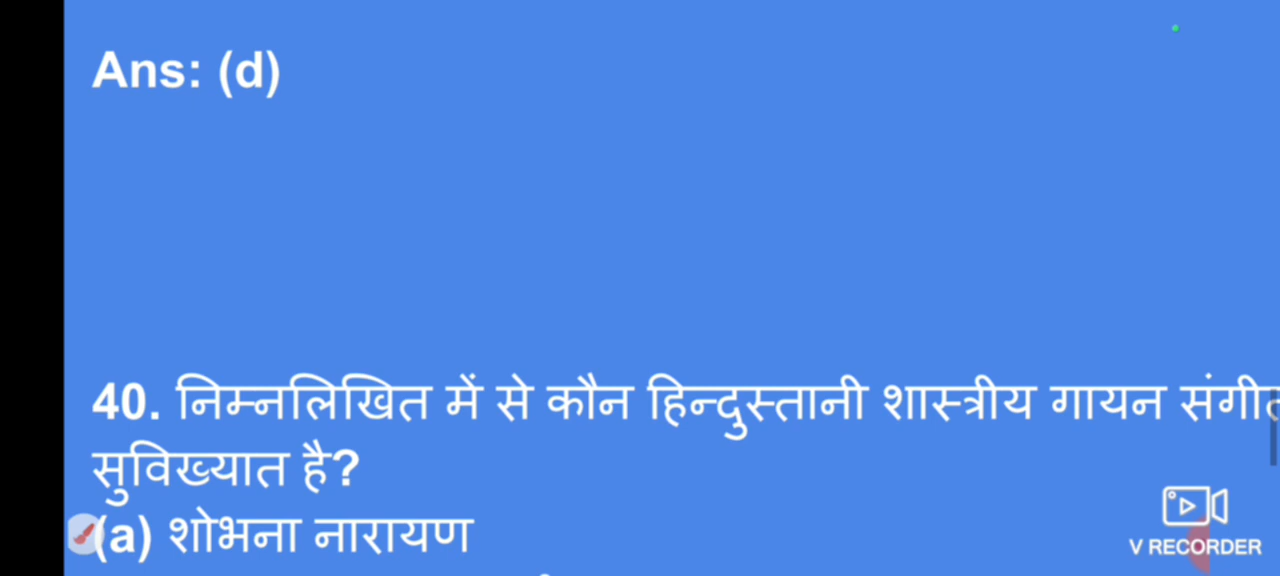 Ans: (d)
40. निम्नलिखित में से कौन हिन्दुस्तानी शास्त्रीय गायन
सुविख्यात है?
(a) शोभना नारायण
V RECORDER